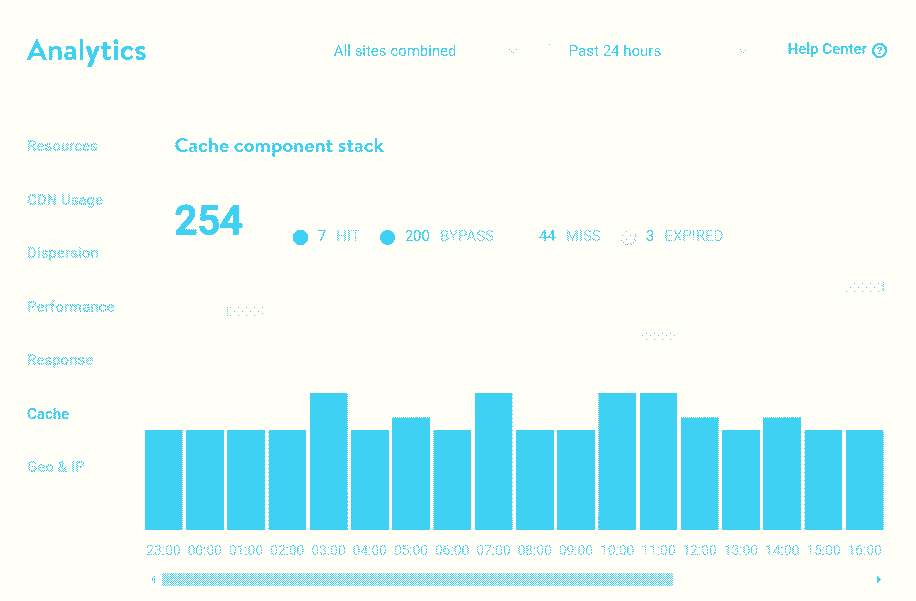 Analytics
All sites combined
Past 24 hours
Help Center ?
Resources
CDN Usage
Dispersion
Performance
Response
Cache
Geo & IP
Cache component stack
254
7 HIT 200 BYPASS 44 MISS 3 EXPIRED
23:00 00:00 01:00 02:00 03:00 04:00 05:00 06:00 07:00 08:00 09:00 10:00 11:00 12:00 13:00 14:00 15:00 16:00